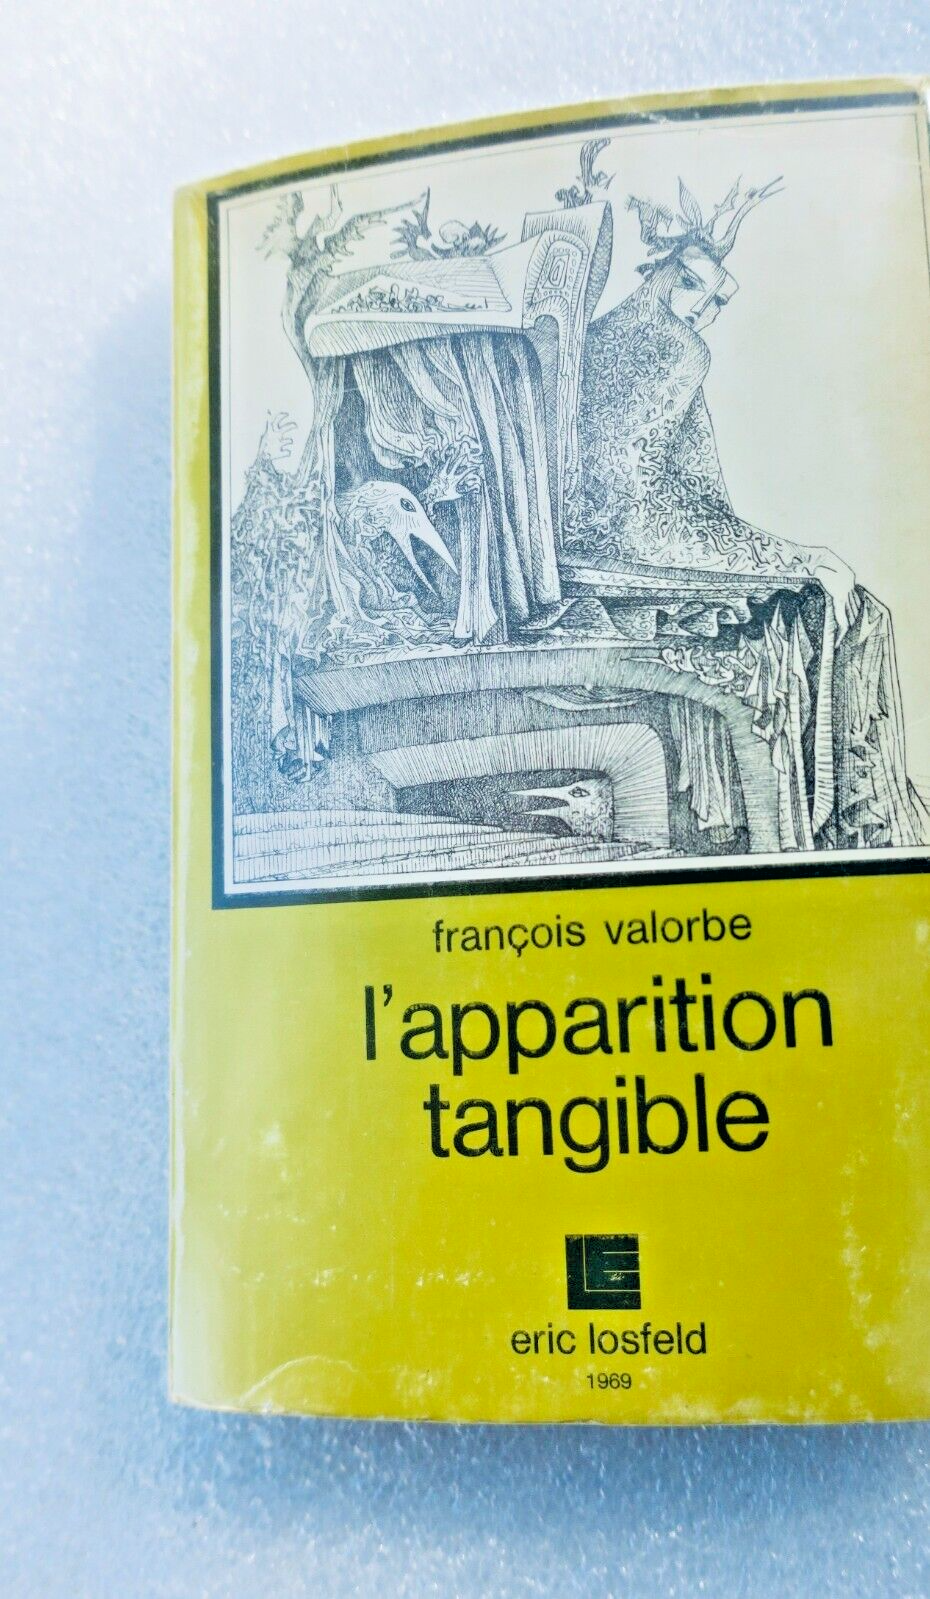 françois valorbe
l'apparition
tangible
LE
eric losfeld
1969